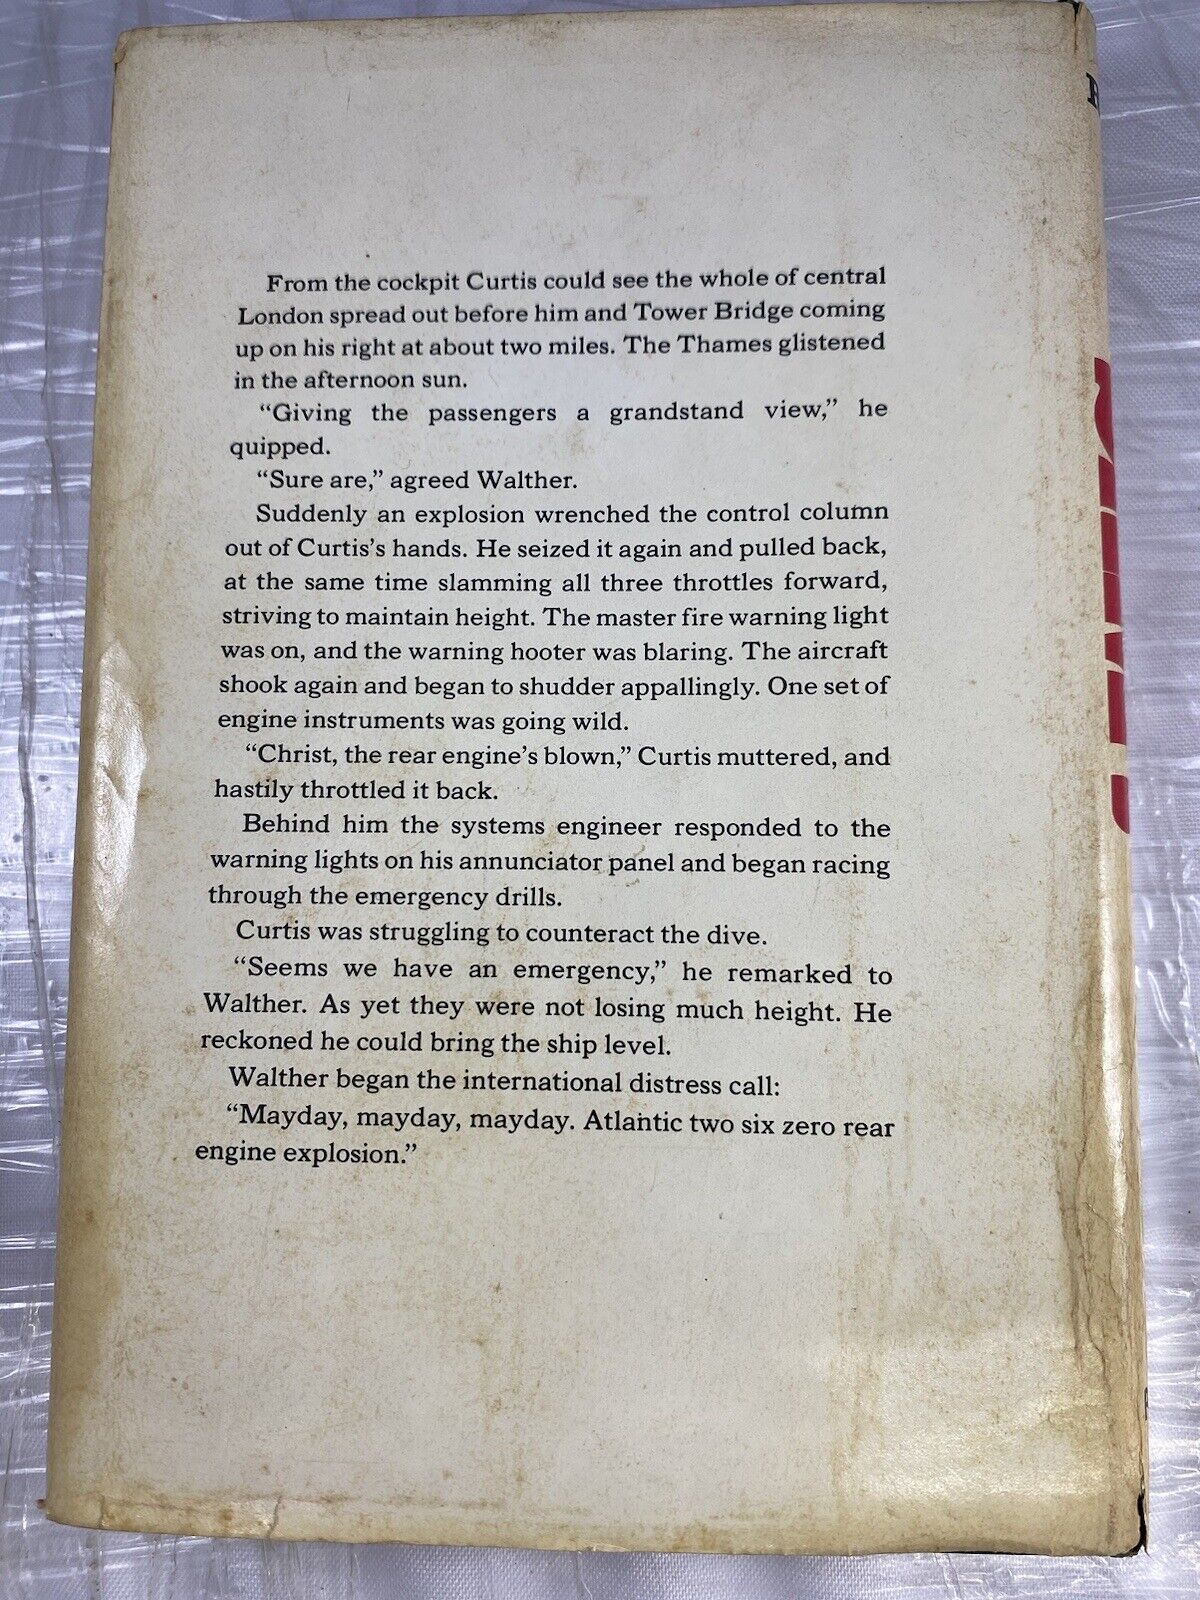 From the cockpit Curtis could see the whole of central
London spread out before him and Tower Bridge coming
up on his right at about two miles. The Thames glistened
in the afternoon sun.
“Giving the passengers a grandstand view,” he
quipped.
“Sure are,” agreed Walther.
Suddenly an explosion wrenched the control column
out of Curtis’s hands. He seized it again and pulled back,
at the same time slamming all three throttles forward,
striving to maintain height. The master fire warning light
was on, and the warning hooter was blaring. The aircraft
shook again and began to shudder appallingly. One set of
engine instruments was going wild.
“Christ, the rear engine’s blown,” Curtis muttered, and
hastily throttled it back.
Behind him the systems engineer responded to the
warning lights on his annunciator panel and began racing
through the emergency drills.
Curtis was struggling to counteract the dive.
“Seems we have an emergency,” he remarked to
Walther. As yet they were not losing much height. He
reckoned he could bring the ship level.
Walther began the international distress call:
“Mayday, mayday, mayday. Atlantic two six zero rear
engine explosion.”